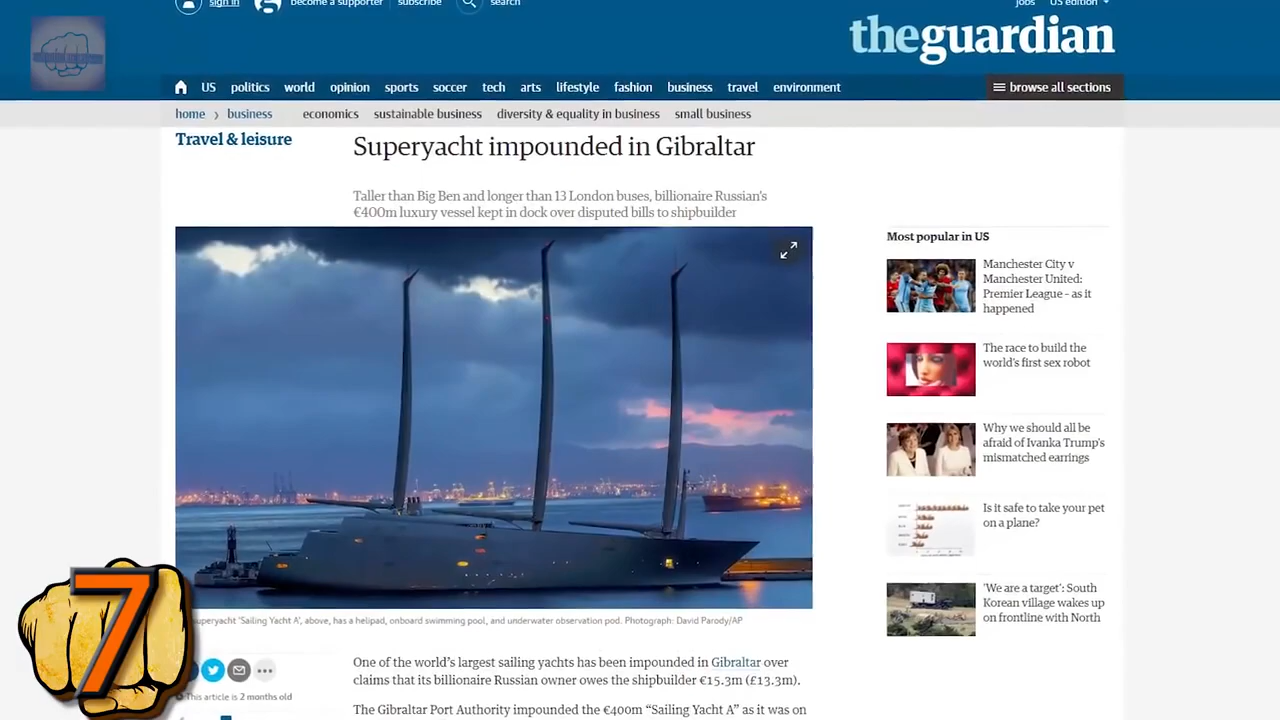 sign in
become a supporter
subscribe
search
jobs
US edition
theguardian
US politics world opinion sports soccer tech arts lifestyle fashion business travel environment
browse all sections
home › business economics sustainable business diversity & equality in business small business
Travel & leisure
Superyacht impounded in Gibraltar
Taller than Big Ben and longer than 13 London buses, billionaire Russian's
€400m luxury vessel kept in dock over disputed bills to shipbuilder
Most popular in US
Manchester City v
Manchester United:
Premier League – as it
happened
The race to build the
world's first sex robot
Why we should all be
afraid of Ivanka Trump's
mismatched earrings
Is it safe to take your pet
on a plane?
'We are a target': South
Korean village wakes up
on frontline with North
uperyacht 'Sailing Yacht A', above, has a helipad, onboard swimming pool, and underwater observation pod. Photograph: David Parody/AP
One of the world's largest sailing yachts has been impounded in Gibraltar over
claims that its billionaire Russian owner owes the shipbuilder €15.3m (£13.3m).
This article is 2 months old
The Gibraltar Port Authority impounded the €400m "Sailing Yacht A" as it was on
7